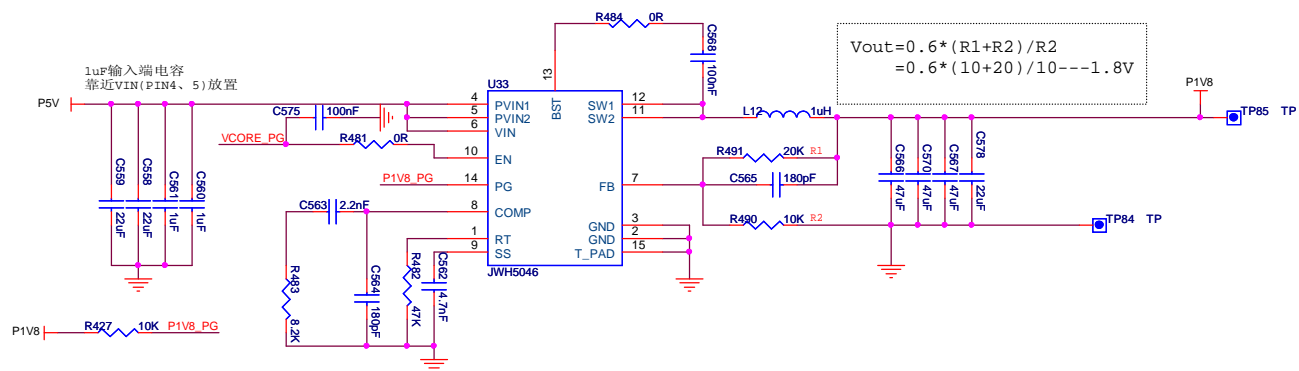 R484 0R
C568 100nF
Vout=0.6*(R1+R2)/R2
=0.6*(10+20)/10---1.8V
1uF输入端电容
靠近VIN(PIN4、5)放置
P5V
C575 100nF
VCORE_PG
R481 0R
P1V8_PG
C563 2.2nF
C559 22uF
C558 22uF
C561 1uF
C560 1uF
R483 8.2K
C564 180pF
R482 47K
C562 4.7nF
U33
13
BST
4 PVIN1
5 PVIN2
6 VIN
10 EN
14 PG
8 COMP
1 RT
9 SS
SW1 12
SW2 11
FB 7
GND 3
GND 2
T_PAD 15
JWH5046
L12 1uH
R491 20K R1
C565 180pF
R490 10K R2
C566 47uF
C570 47uF
C567 47uF
C578 22uF
P1V8
TP85 TP
TP84 TP
P1V8
R427 10K P1V8_PG